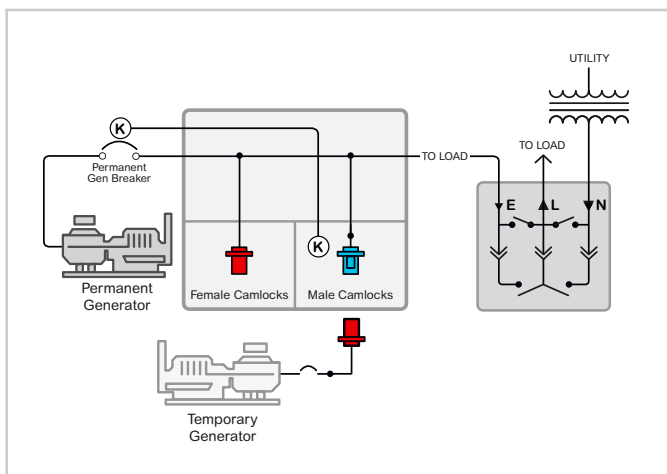 UTILITY
K
TO LOAD
TO LOAD
Permanent
Gen Breaker
E
L
N
K
Permanent
Generator
Female Camlocks
Male Camlocks
Temporary
Generator